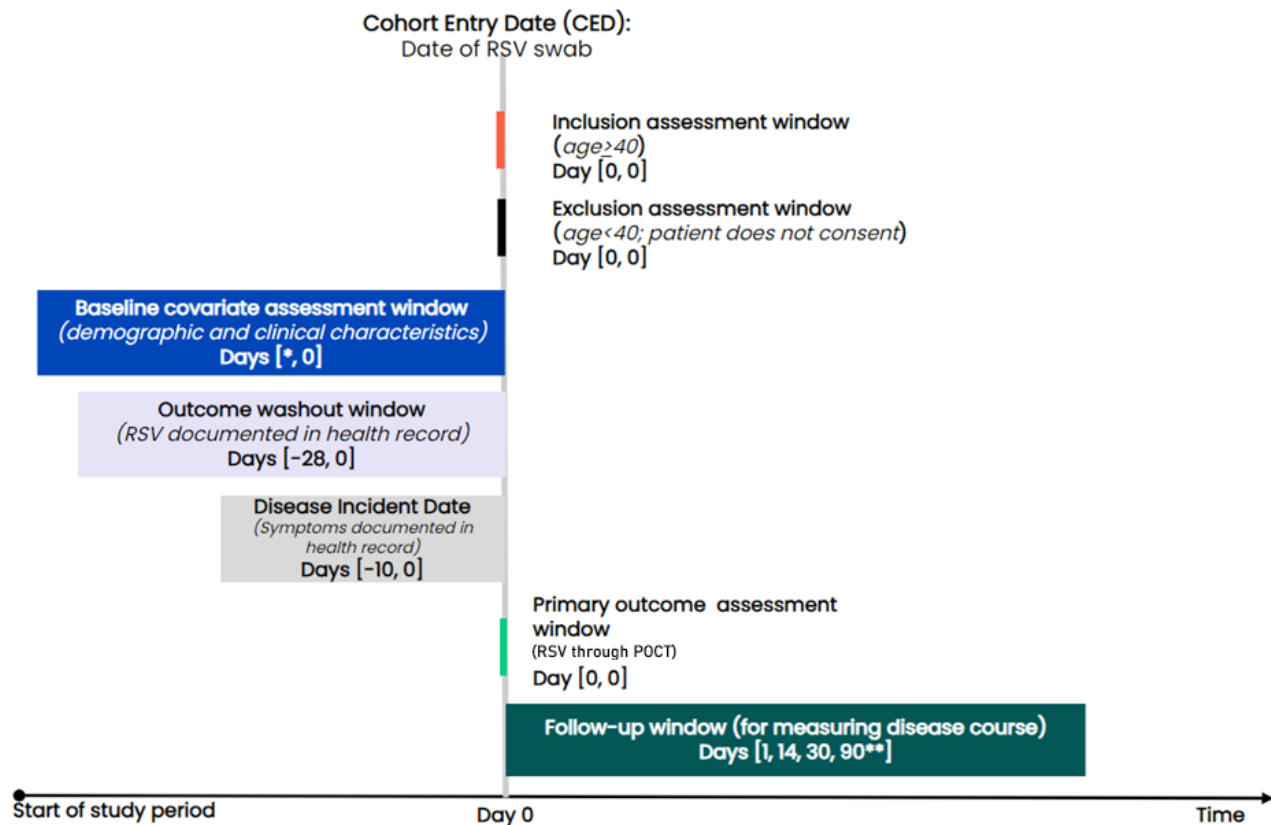 Cohort Entry Date (CED):
Date of RSV swab
Inclusion assessment window
(age≥40)
Day [0, 0]
Exclusion assessment window
(age<40; patient does not consent)
Day [0, 0]
Baseline covariate assessment window
(demographic and clinical characteristics)
Days [*, 0]
Outcome washout window
(RSV documented in health record)
Days [-28, 0]
Disease Incident Date
(Symptoms documented in
health record)
Days [-10, 0]
Primary outcome assessment
window
(RSV through POCT)
Day [0, 0]
Follow-up window (for measuring disease course)
Days [1, 14, 30, 90**]
Start of study period
Day 0
Time